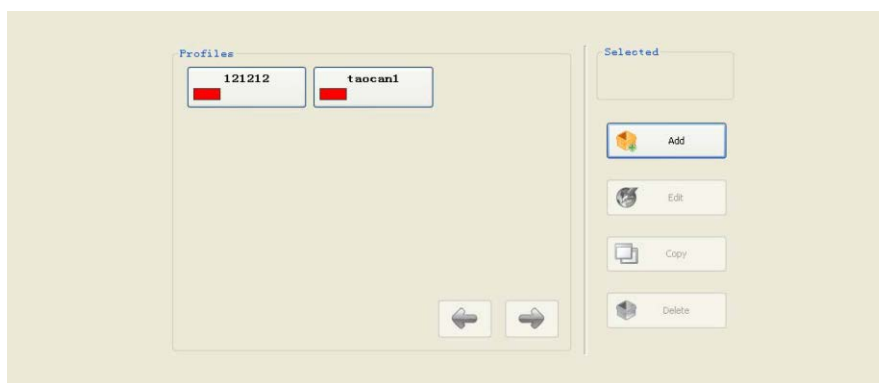 Profiles
121212
taocan1
Selected
Add
Edit
Copy
Delete